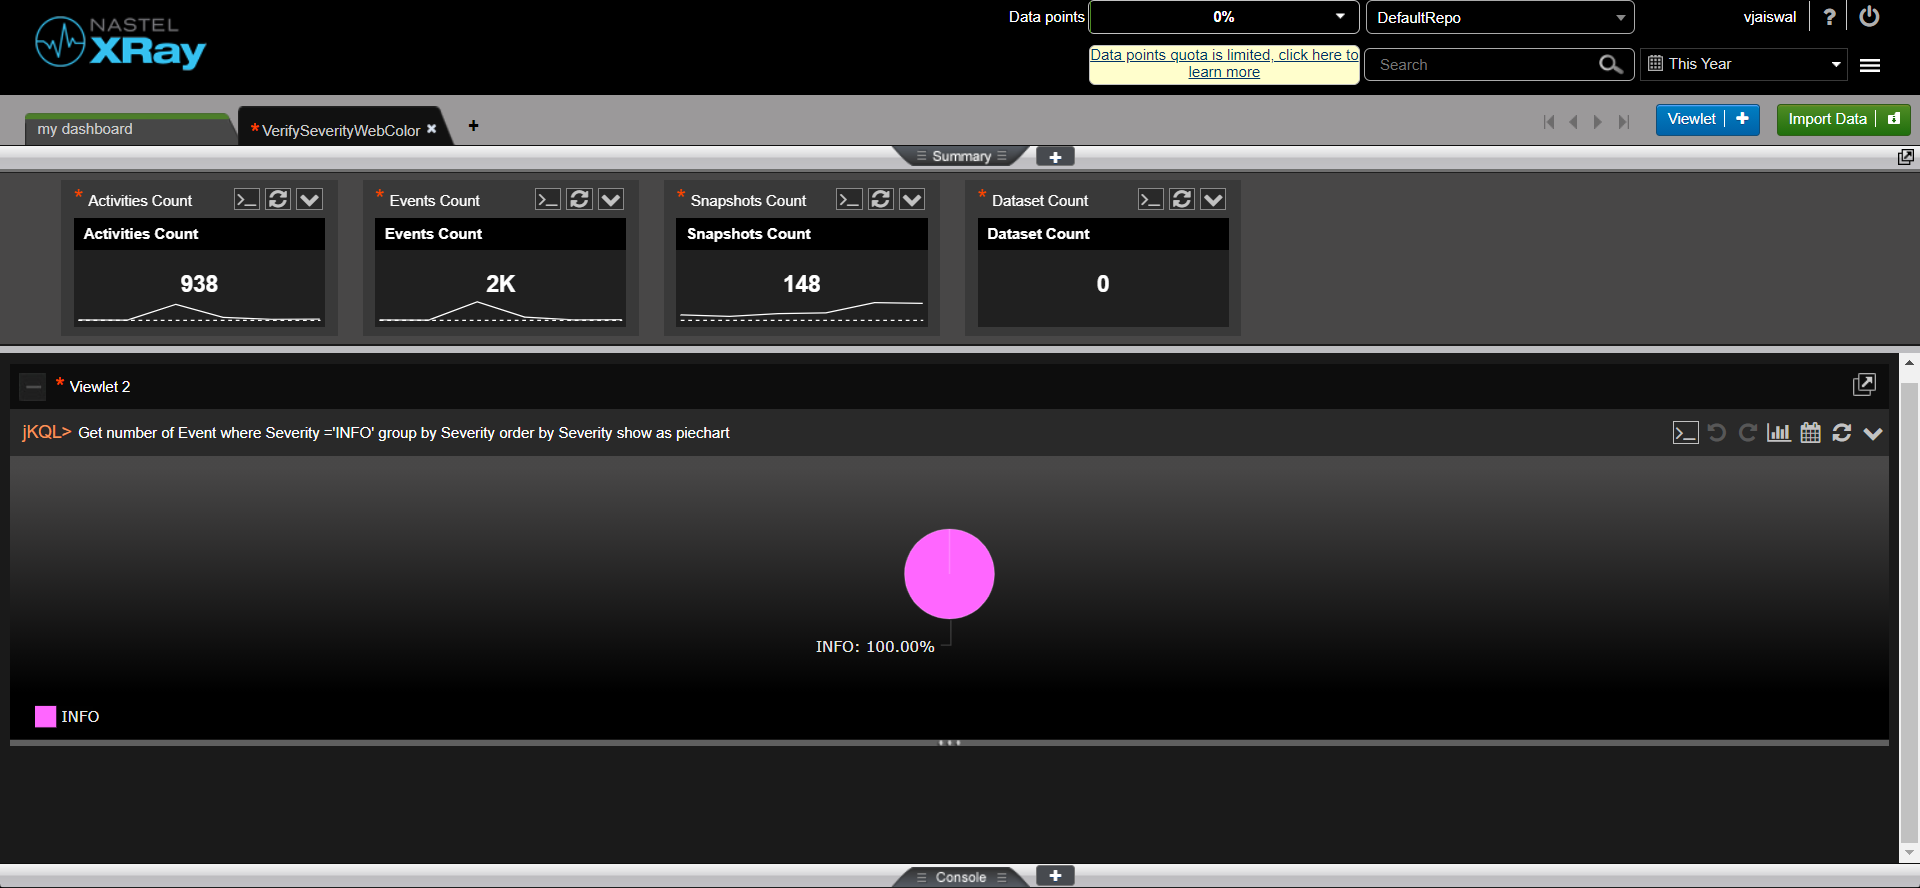 NASTEL
XRay
Data points
0%
DefaultRepo
vjaiswal
?
Data points quota is limited, click here to
learn more
Search
This Year
my dashboard
*VerifySeverityWebColor
Viewlet
Import Data
Summary
* Activities Count
* Events Count
* Snapshots Count
* Dataset Count
Activities Count
Events Count
Snapshots Count
Dataset Count
938
2K
148
0
* Viewlet 2
jKQL> Get number of Event where Severity ='INFO' group by Severity order by Severity show as piechart
INFO: 100.00%
INFO
Console